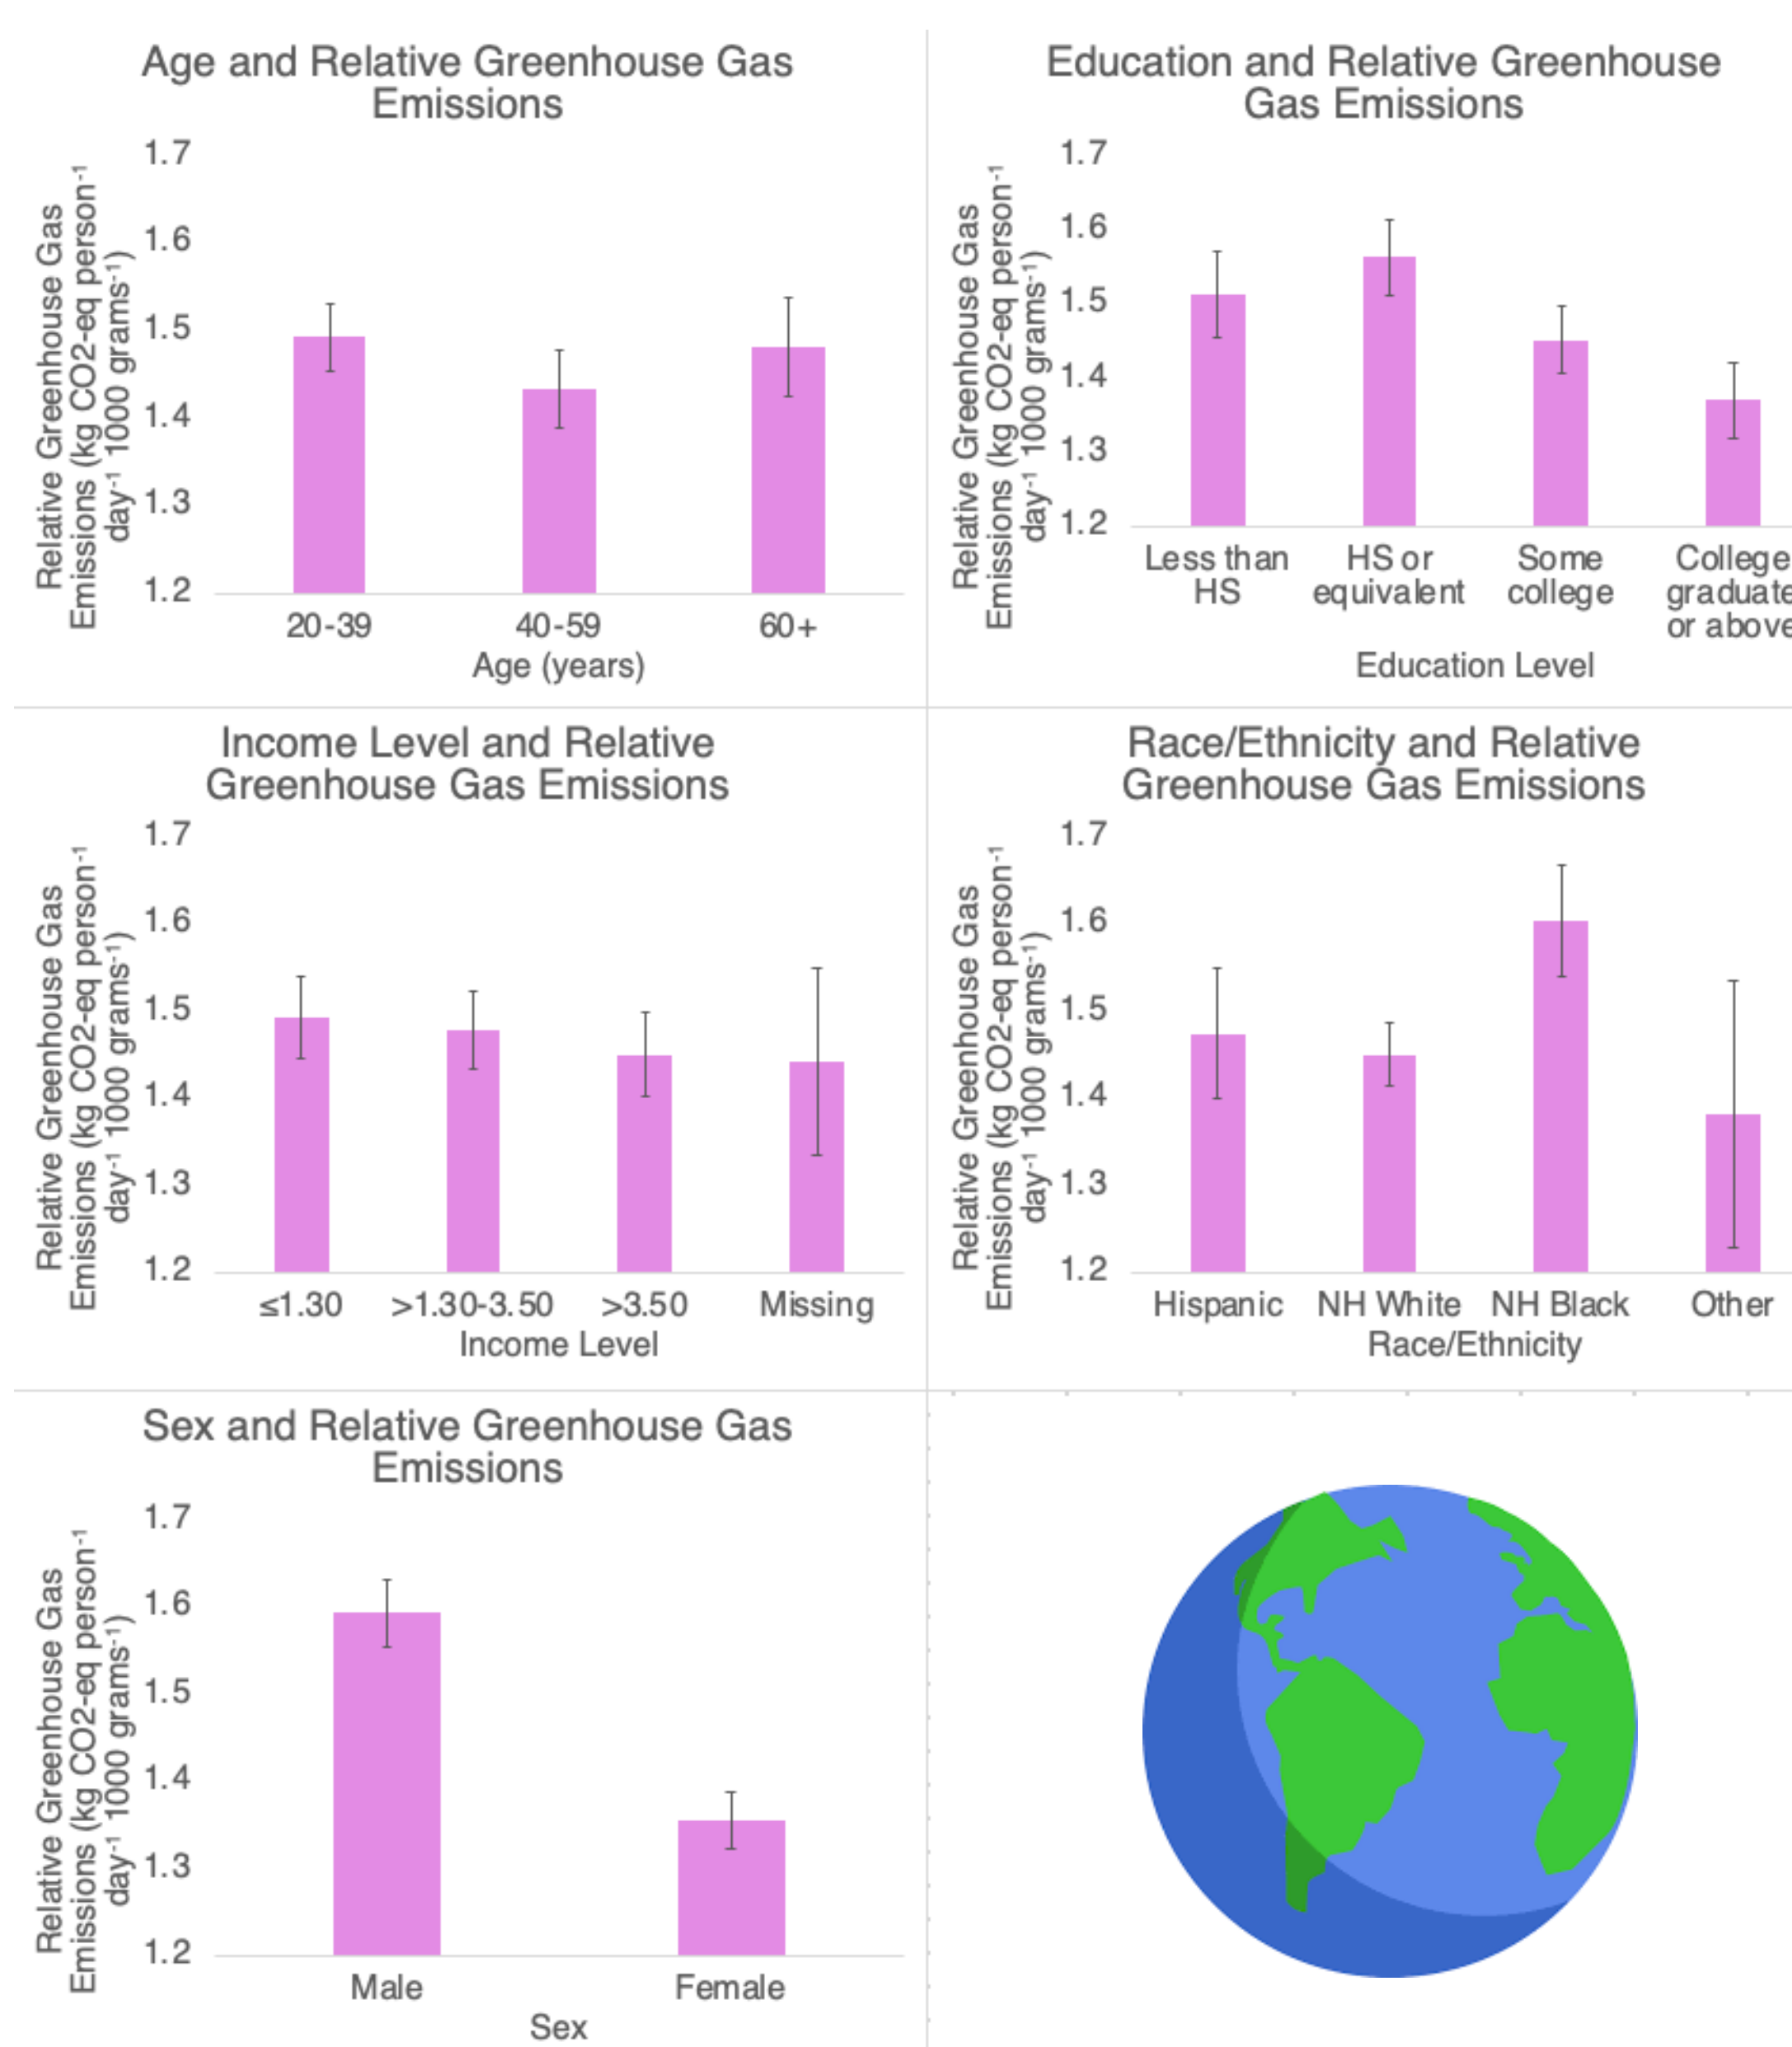 Age and Relative Greenhouse Gas
Emissions
Relative Greenhouse Gas
Emissions (kg CO2-eq person⁻¹
day⁻¹ 1000 grams⁻¹)
1.7
1.6
1.5
1.4
1.3
1.2
20-39 40-59 60+
Age (years)
Education and Relative Greenhouse
Gas Emissions
Relative Greenhouse Gas
Emissions (kg CO2-eq person⁻¹
day⁻¹ 1000 grams⁻¹)
1.7
1.6
1.5
1.4
1.3
1.2
Less than HS or Some College
HS equivalent college graduate
or above
Education Level
Income Level and Relative
Greenhouse Gas Emissions
Relative Greenhouse Gas
Emissions (kg CO2-eq person⁻¹
day⁻¹ 1000 grams⁻¹)
1.7
1.6
1.5
1.4
1.3
1.2
≤1.30 >1.30-3.50 >3.50 Missing
Income Level
Race/Ethnicity and Relative
Greenhouse Gas Emissions
Relative Greenhouse Gas
Emissions (kg CO2-eq person⁻¹
day⁻¹ 1000 grams⁻¹)
1.7
1.6
1.5
1.4
1.3
1.2
Hispanic NH White NH Black Other
Race/Ethnicity
Sex and Relative Greenhouse Gas
Emissions
Relative Greenhouse Gas
Emissions (kg CO2-eq person⁻¹
day⁻¹ 1000 grams⁻¹)
1.7
1.6
1.5
1.4
1.3
1.2
Male Female
Sex